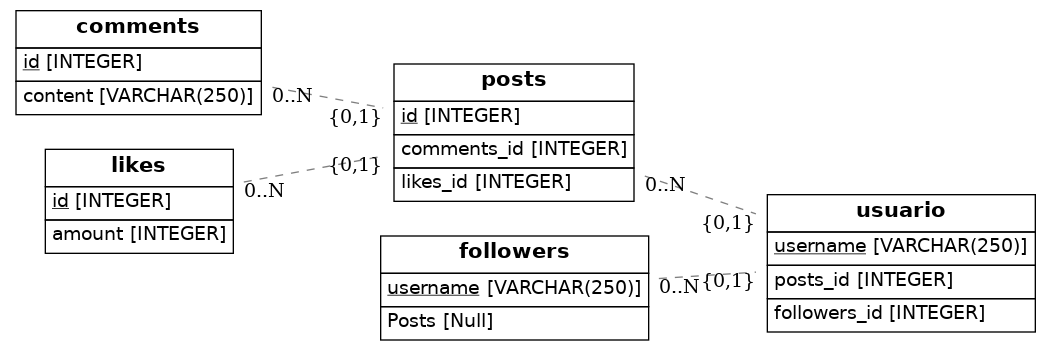 comments
id [INTEGER]
content [VARCHAR(250)]
0..N
{0,1}
likes
id [INTEGER]
amount [INTEGER]
0..N
{0,1}
posts
id [INTEGER]
comments_id [INTEGER]
likes_id [INTEGER]
0..N
{0,1}
followers
username [VARCHAR(250)]
Posts [Null]
0..N
{0,1}
usuario
username [VARCHAR(250)]
posts_id [INTEGER]
followers_id [INTEGER]